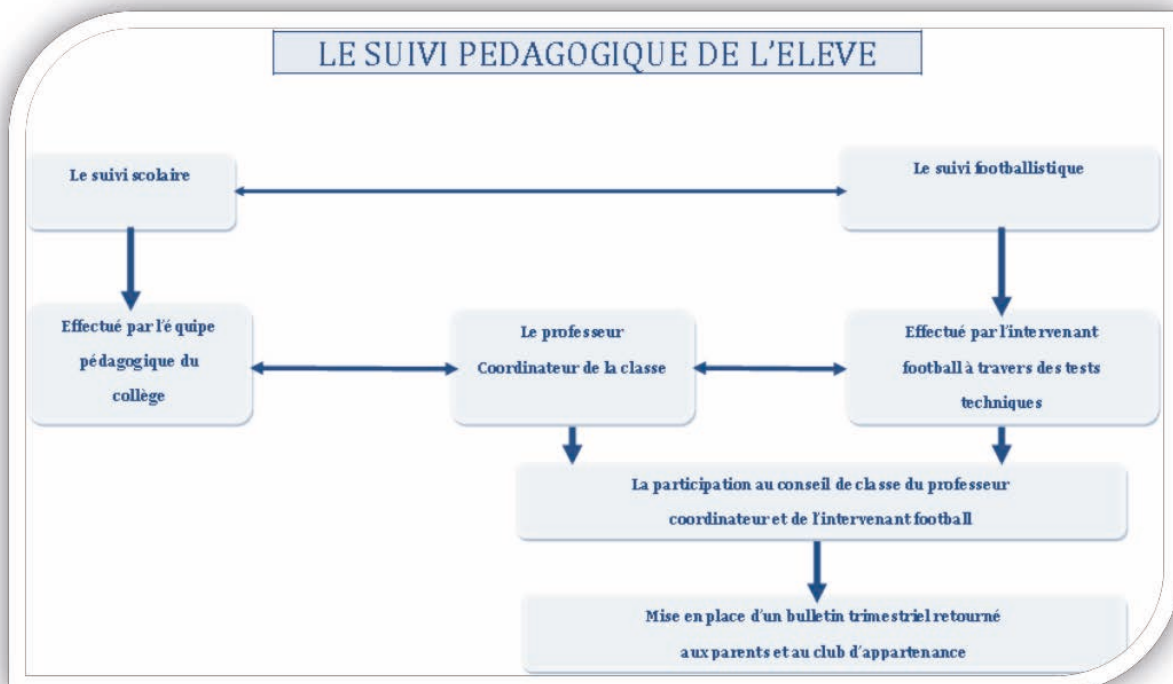 LE SUIVI PEDAGOGIQUE DE L'ELEVE
Le suivi scolaire
Le suivi footballistique
Effectué par l'é quipe
pédagogique du
collège
Le professeur
Coordinateur de la classe
Effectué par l'intervenant
football à travers des tests
techniques
La participation au conseil de classe du professeur
coordinateur et de l'intervenant football
Mise en place d'un bulletin trimestriel retourné
aux parents et au club d'appartenance